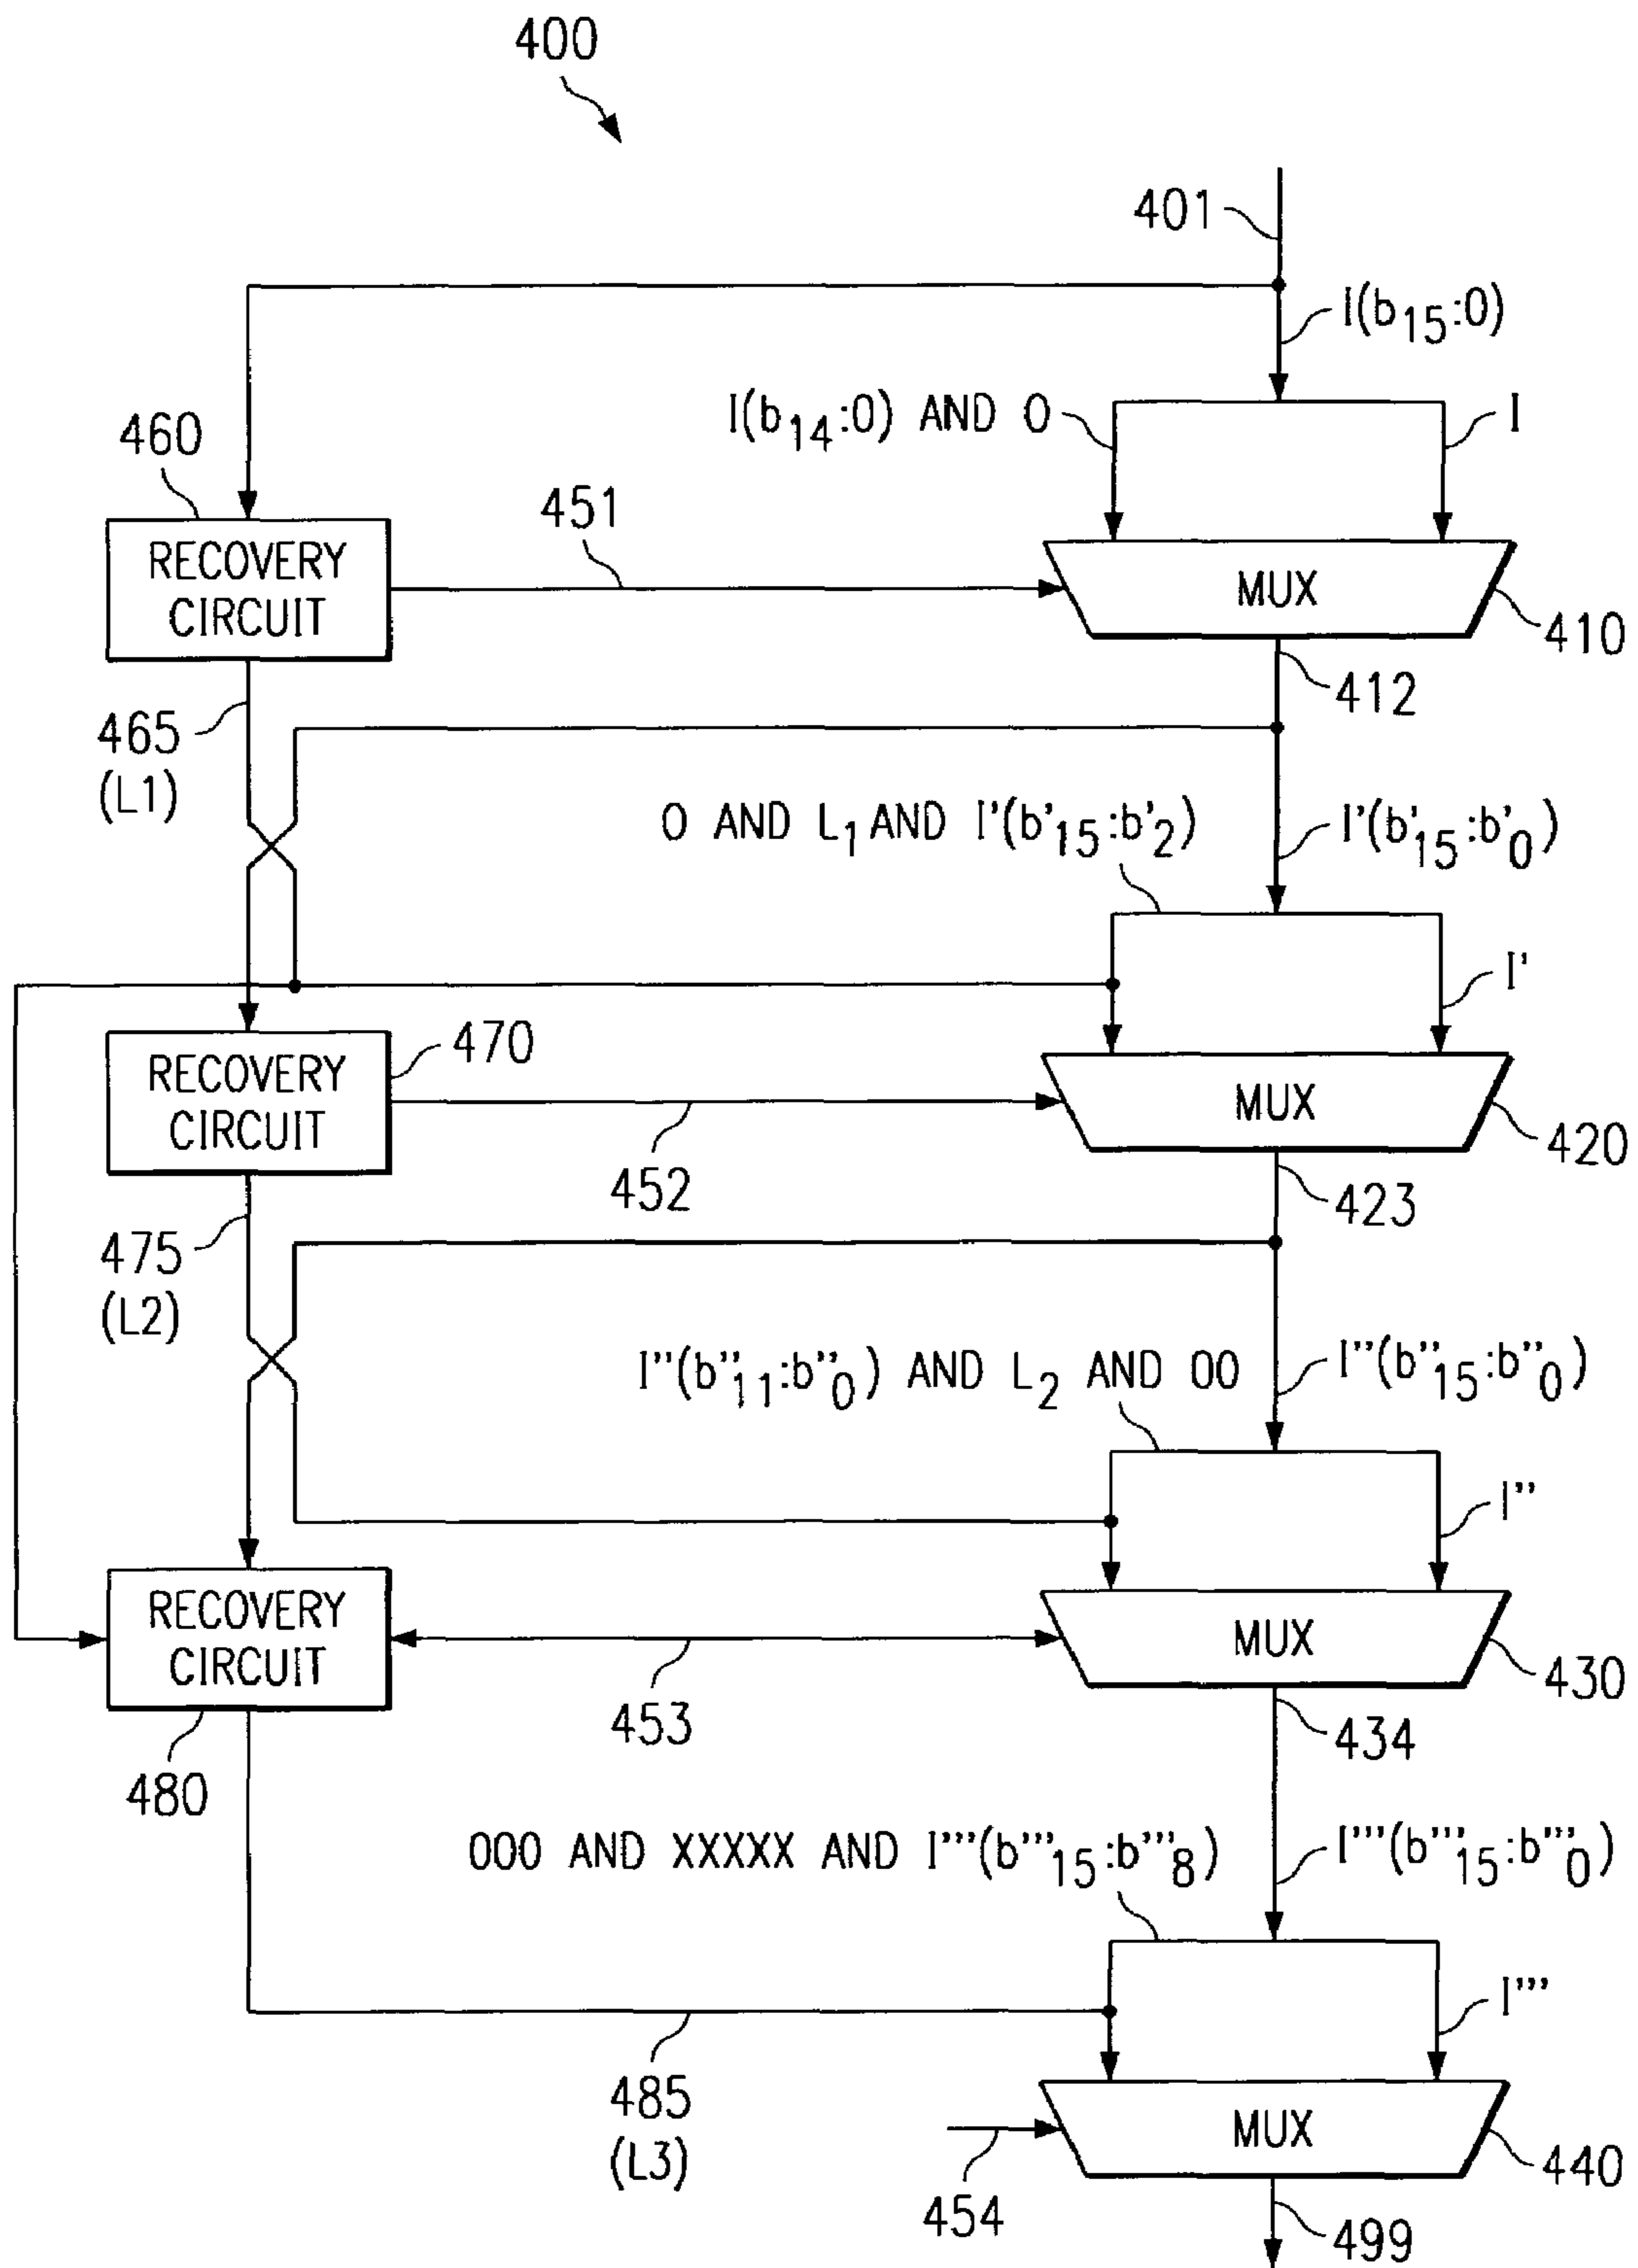 400
401
I(b15:0)
I(b14:0) AND 0
I
460
451
RECOVERY
CIRCUIT
MUX
410
412
465
(L1)
0 AND L1 AND I'(b'15:b'2)
I'(b'15:b'0)
I'
470
RECOVERY
CIRCUIT
MUX
420
452
423
475
(L2)
I"(b"11:b"0) AND L2 AND 00
I"(b"15:b"0)
I"
RECOVERY
CIRCUIT
MUX
430
453
434
480
000 AND XXXXX AND I'''(b'''15:b'''8)
I'''(b'''15:b'''0)
I'''
485
(L3)
MUX
440
454
499